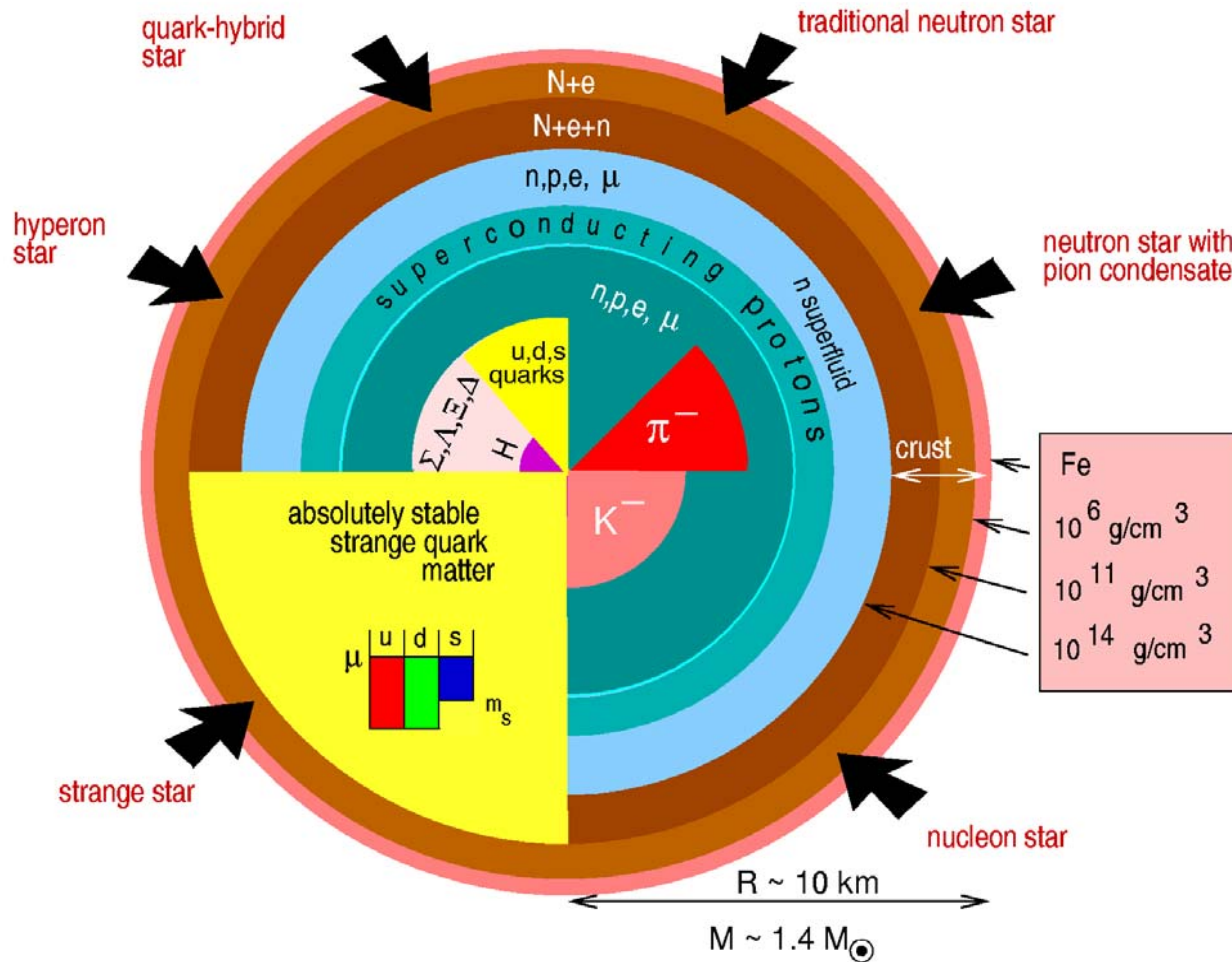 quark-hybrid
star
traditional neutron star
N+e
N+e+n
n,p,e, μ
superconducting protons
n superfluid
hyperon
star
neutron star with
pion condensate
n,p,e, μ
u,d,s
quarks
Σ,Λ,Ξ,Δ
H
π⁻
K⁻
crust
Fe
10⁶ g/cm³
10¹¹ g/cm³
10¹⁴ g/cm³
absolutely stable
strange quark
matter
u d s
μ
mₛ
strange star
nucleon star
R ~ 10 km
M ~ 1.4 M☉